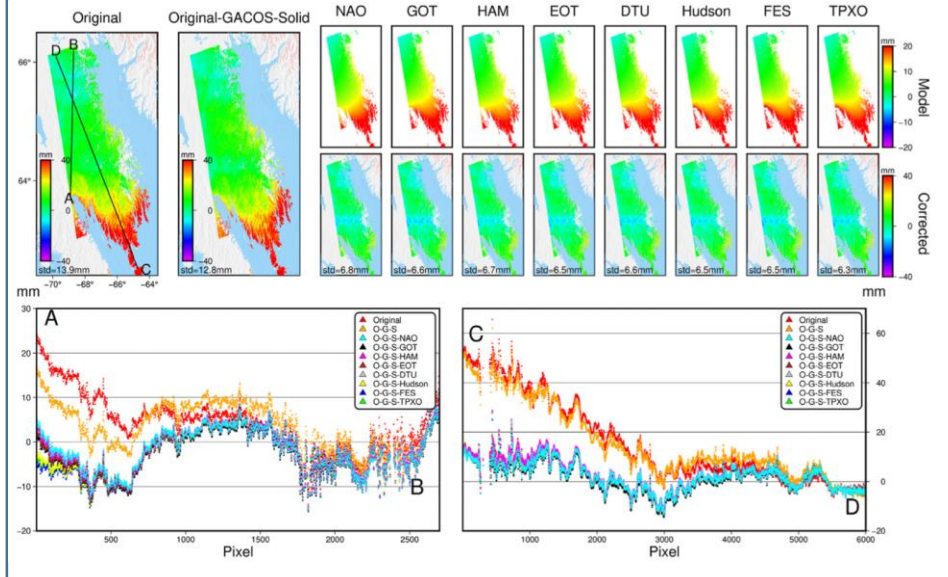 Original
Original-GACOS-Solid
NAO
GOT
HAM
EOT
DTU
Hudson
FES
TPXO
D
B
A
C
66°
64°
mm
40
0
-40
std=13.9mm
-70°
-68°
-66°
-64°
mm
40
0
-40
std=12.8mm
mm
20
10
0
-10
-20
Model
std=6.8mm
std=6.6mm
std=6.7mm
std=6.5mm
std=6.6mm
std=6.5mm
std=6.5mm
std=6.3mm
mm
40
20
0
-20
-40
Corrected
mm
30
20
10
0
-10
-20
A
B
Original
O-G-S
O-G-S-NAO
O-G-S-GOT
O-G-S-HAM
O-G-S-EOT
O-G-S-DTU
O-G-S-Hudson
O-G-S-FES
O-G-S-TPXO
500
1000
1500
2000
2500
Pixel
mm
60
40
20
0
-20
C
D
Original
O-G-S
O-G-S-NAO
O-G-S-GOT
O-G-S-HAM
O-G-S-EOT
O-G-S-DTU
O-G-S-Hudson
O-G-S-FES
O-G-S-TPXO
1000
2000
3000
4000
5000
6000
Pixel